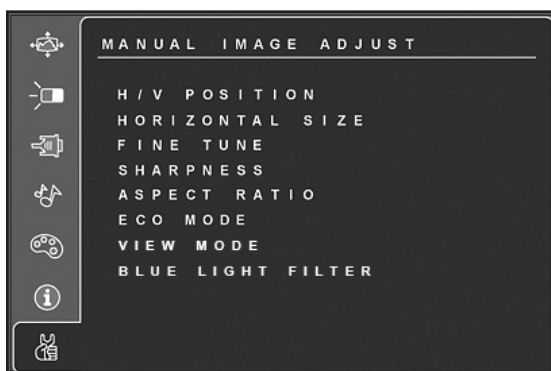 MANUAL IMAGE ADJUST
H/V POSITION
HORIZONTAL SIZE
FINE TUNE
SHARPNESS
ASPECT RATIO
ECO MODE
VIEW MODE
BLUE LIGHT FILTER